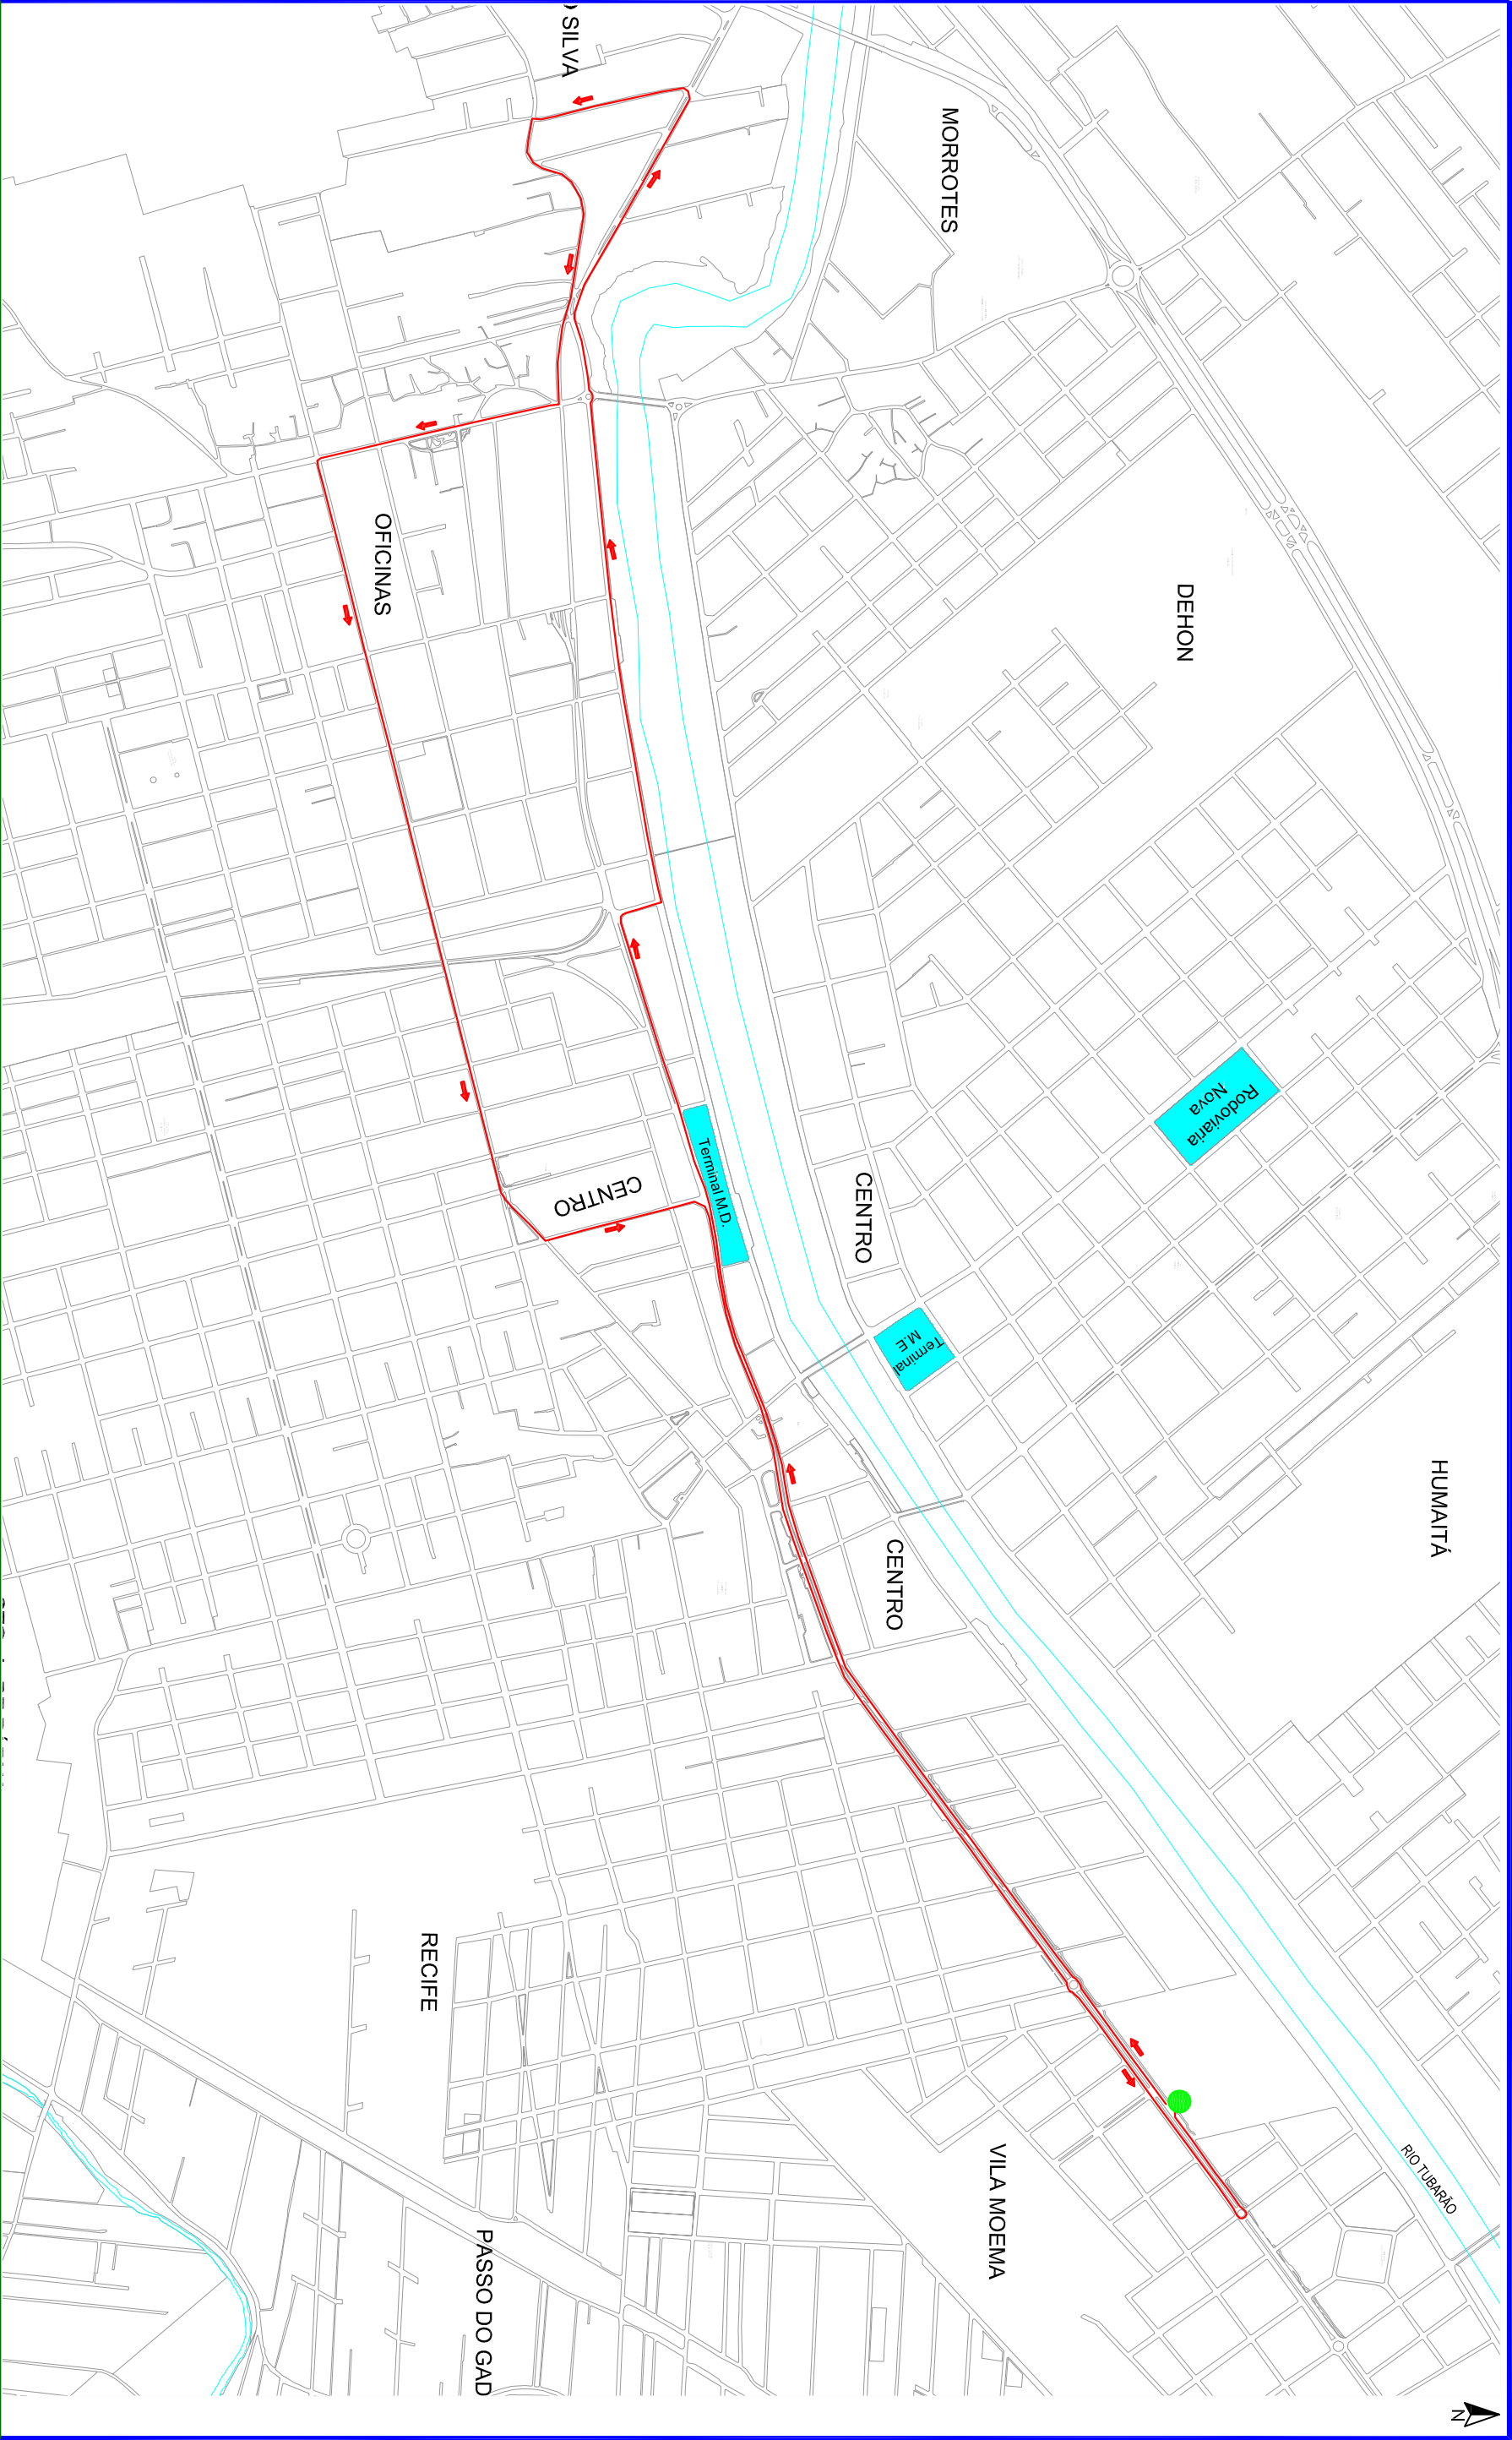 SILVA
MORROTES
OFICINAS
DEHON
Rodoviaria
Nova
Terminal M.D.
CENTRO
CENTRO
Terminal
M.E
HUMAITÁ
CENTRO
RECIFE
VILA MOEMA
RIO TUBARÃO
PASSO DO GAD
N